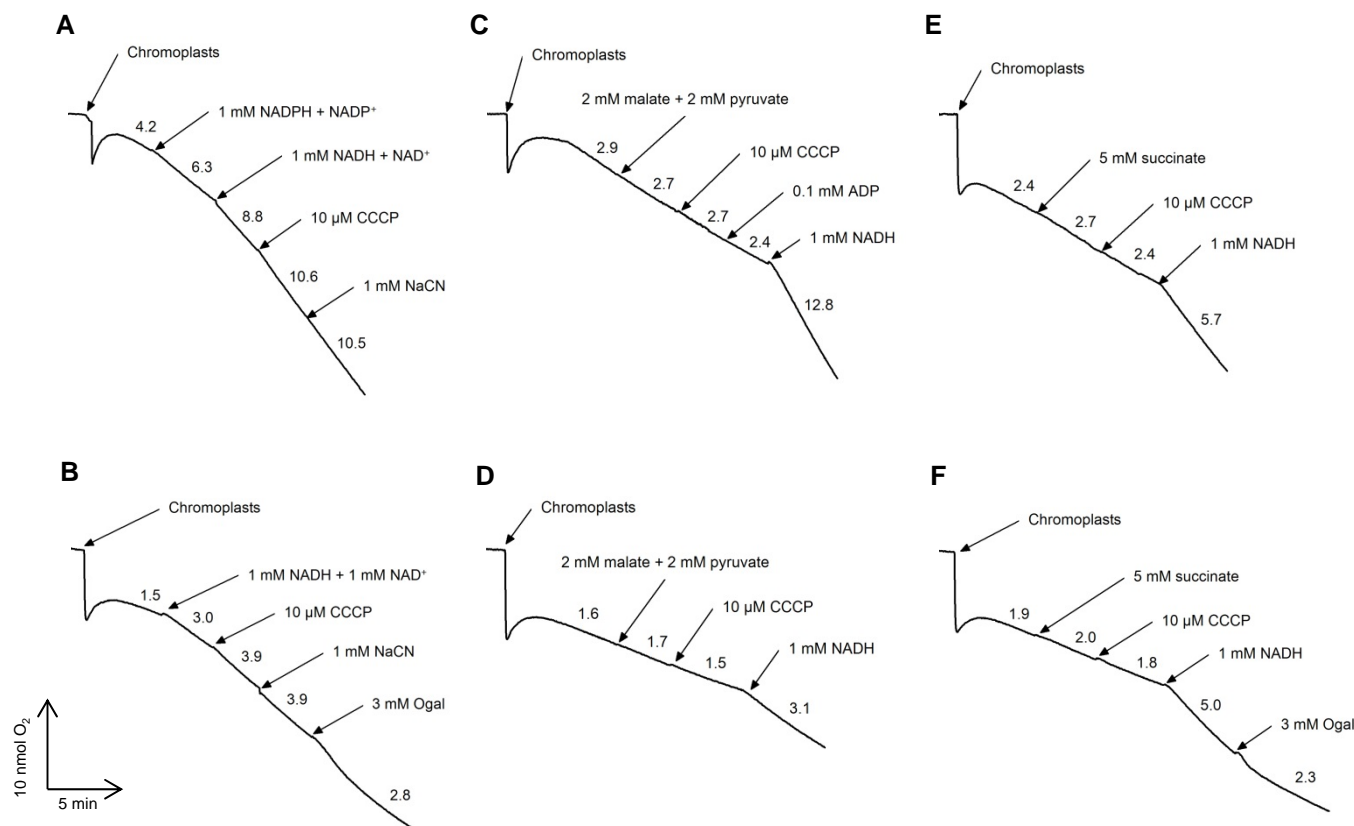 A
Chromoplasts
1 mM NADPH + NADP⁺
4.2
1 mM NADH + NAD⁺
6.3
10 µM CCCP
8.8
1 mM NaCN
10.6
10.5
C
Chromoplasts
2 mM malate + 2 mM pyruvate
2.9
10 µM CCCP
2.7
0.1 mM ADP
2.7
1 mM NADH
2.4
12.8
E
Chromoplasts
5 mM succinate
2.4
10 µM CCCP
2.7
1 mM NADH
2.4
5.7
B
Chromoplasts
1 mM NADH + 1 mM NAD⁺
1.5
10 µM CCCP
3.0
1 mM NaCN
3.9
3 mM Ogal
3.9
2.8
10 nmol O₂
5 min
D
Chromoplasts
2 mM malate + 2 mM pyruvate
1.6
10 µM CCCP
1.7
1 mM NADH
1.5
3.1
F
Chromoplasts
5 mM succinate
1.9
10 µM CCCP
2.0
1 mM NADH
1.8
5.0
3 mM Ogal
2.3